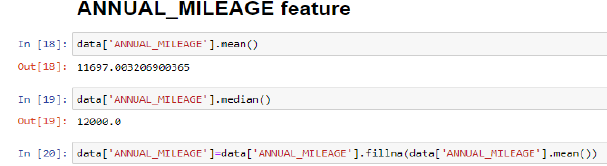 ANNUAL_MILEAGE feature
In [18]: data['ANNUAL_MILEAGE'].mean()
Out[18]: 11697.003206900365
In [19]: data['ANNUAL_MILEAGE'].median()
Out[19]: 12000.0
In [20]: data['ANNUAL_MILEAGE']=data['ANNUAL_MILEAGE'].fillna(data['ANNUAL_MILEAGE'].mean())